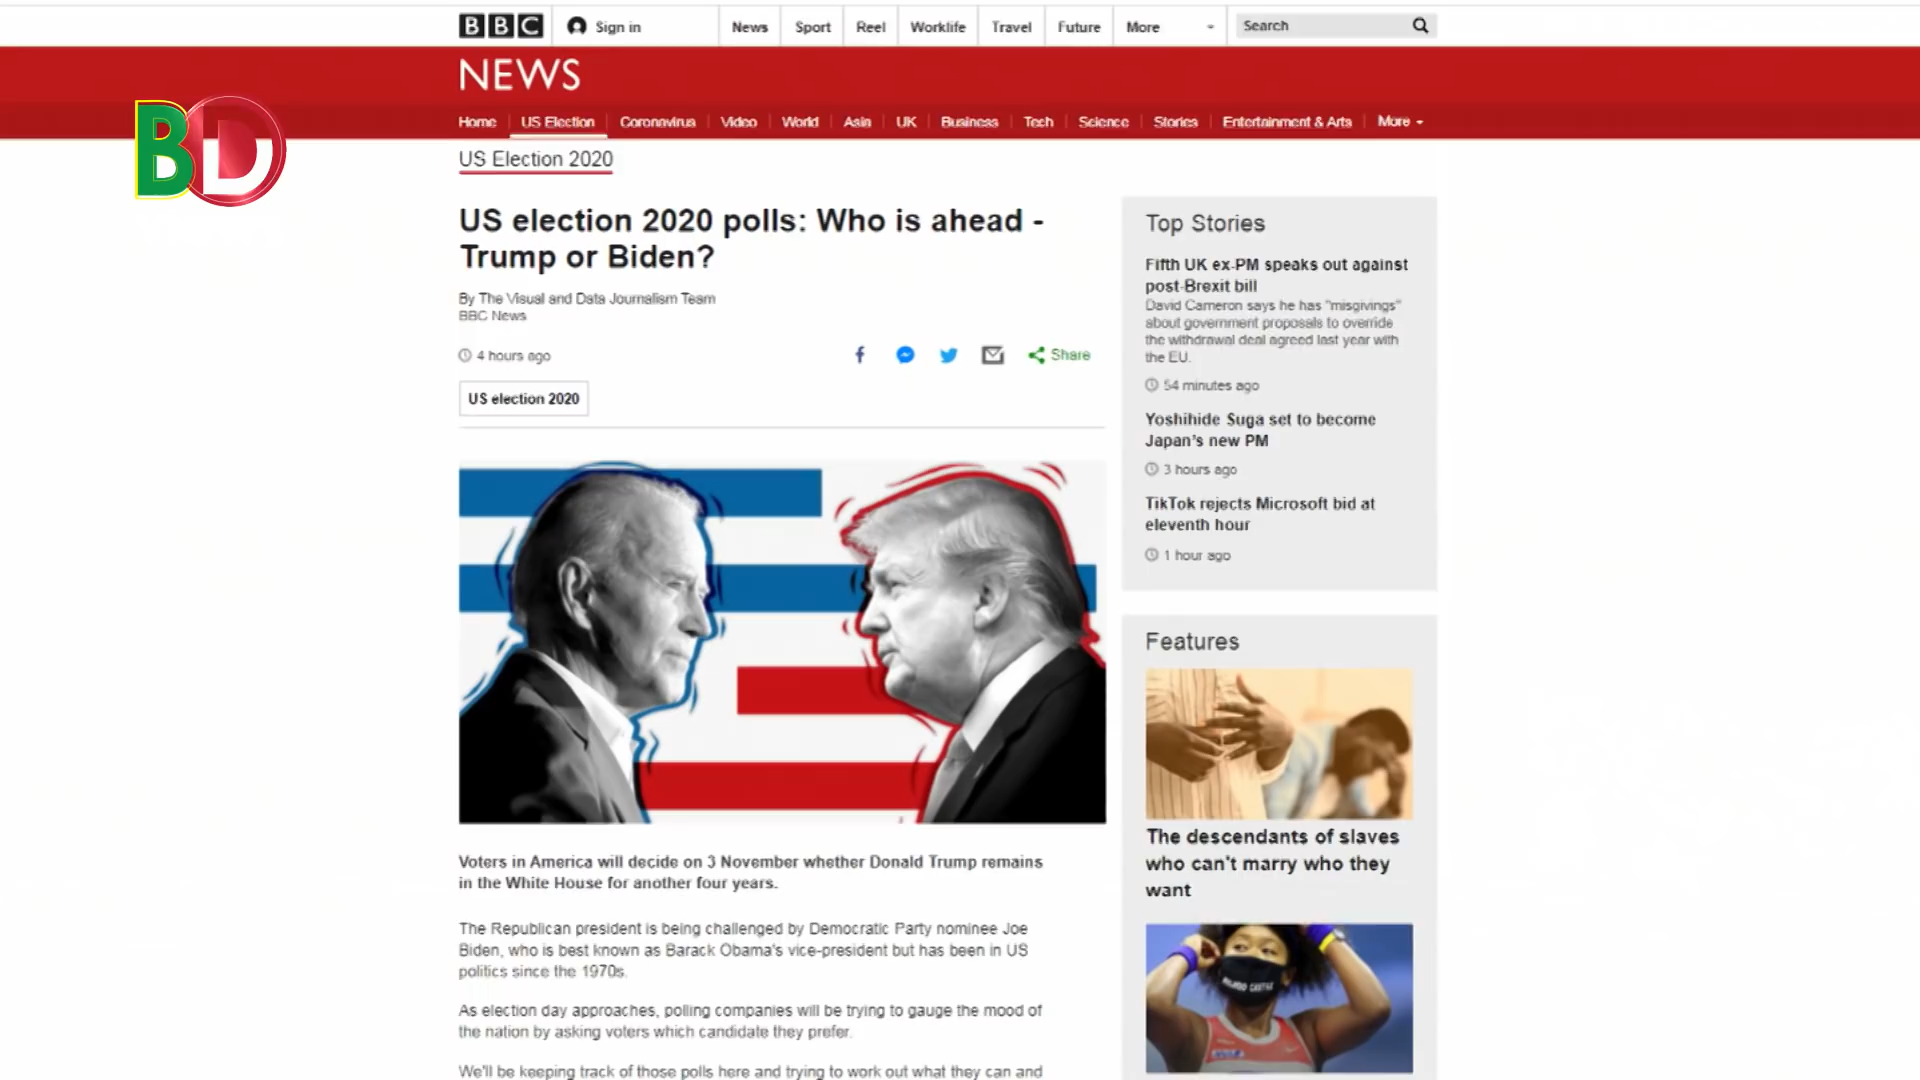 BBC
Sign in
News
Sport
Reel
Worklife
Travel
Future
More
Search
NEWS
Home
US Election
Coronavirus
Video
World
Asia
UK
Business
Tech
Science
Stories
Entertainment & Arts
More
BD
US Election 2020
US election 2020 polls: Who is ahead -
Trump or Biden?
By The Visual and Data Journalism Team
BBC News
4 hours ago
Share
US election 2020
Voters in America will decide on 3 November whether Donald Trump remains
in the White House for another four years.
The Republican president is being challenged by Democratic Party nominee Joe
Biden, who is best known as Barack Obama's vice-president but has been in US
politics since the 1970s.
As election day approaches, polling companies will be trying to gauge the mood of
the nation by asking voters which candidate they prefer.
We'll be keeping track of those polls here and trying to work out what they can and
Top Stories
Fifth UK ex-PM speaks out against
post-Brexit bill
David Cameron says he has "misgivings"
about government proposals to override
the withdrawal deal agreed last year with
the EU.
54 minutes ago
Yoshihide Suga set to become
Japan's new PM
3 hours ago
TikTok rejects Microsoft bid at
eleventh hour
1 hour ago
Features
The descendants of slaves
who can't marry who they
want